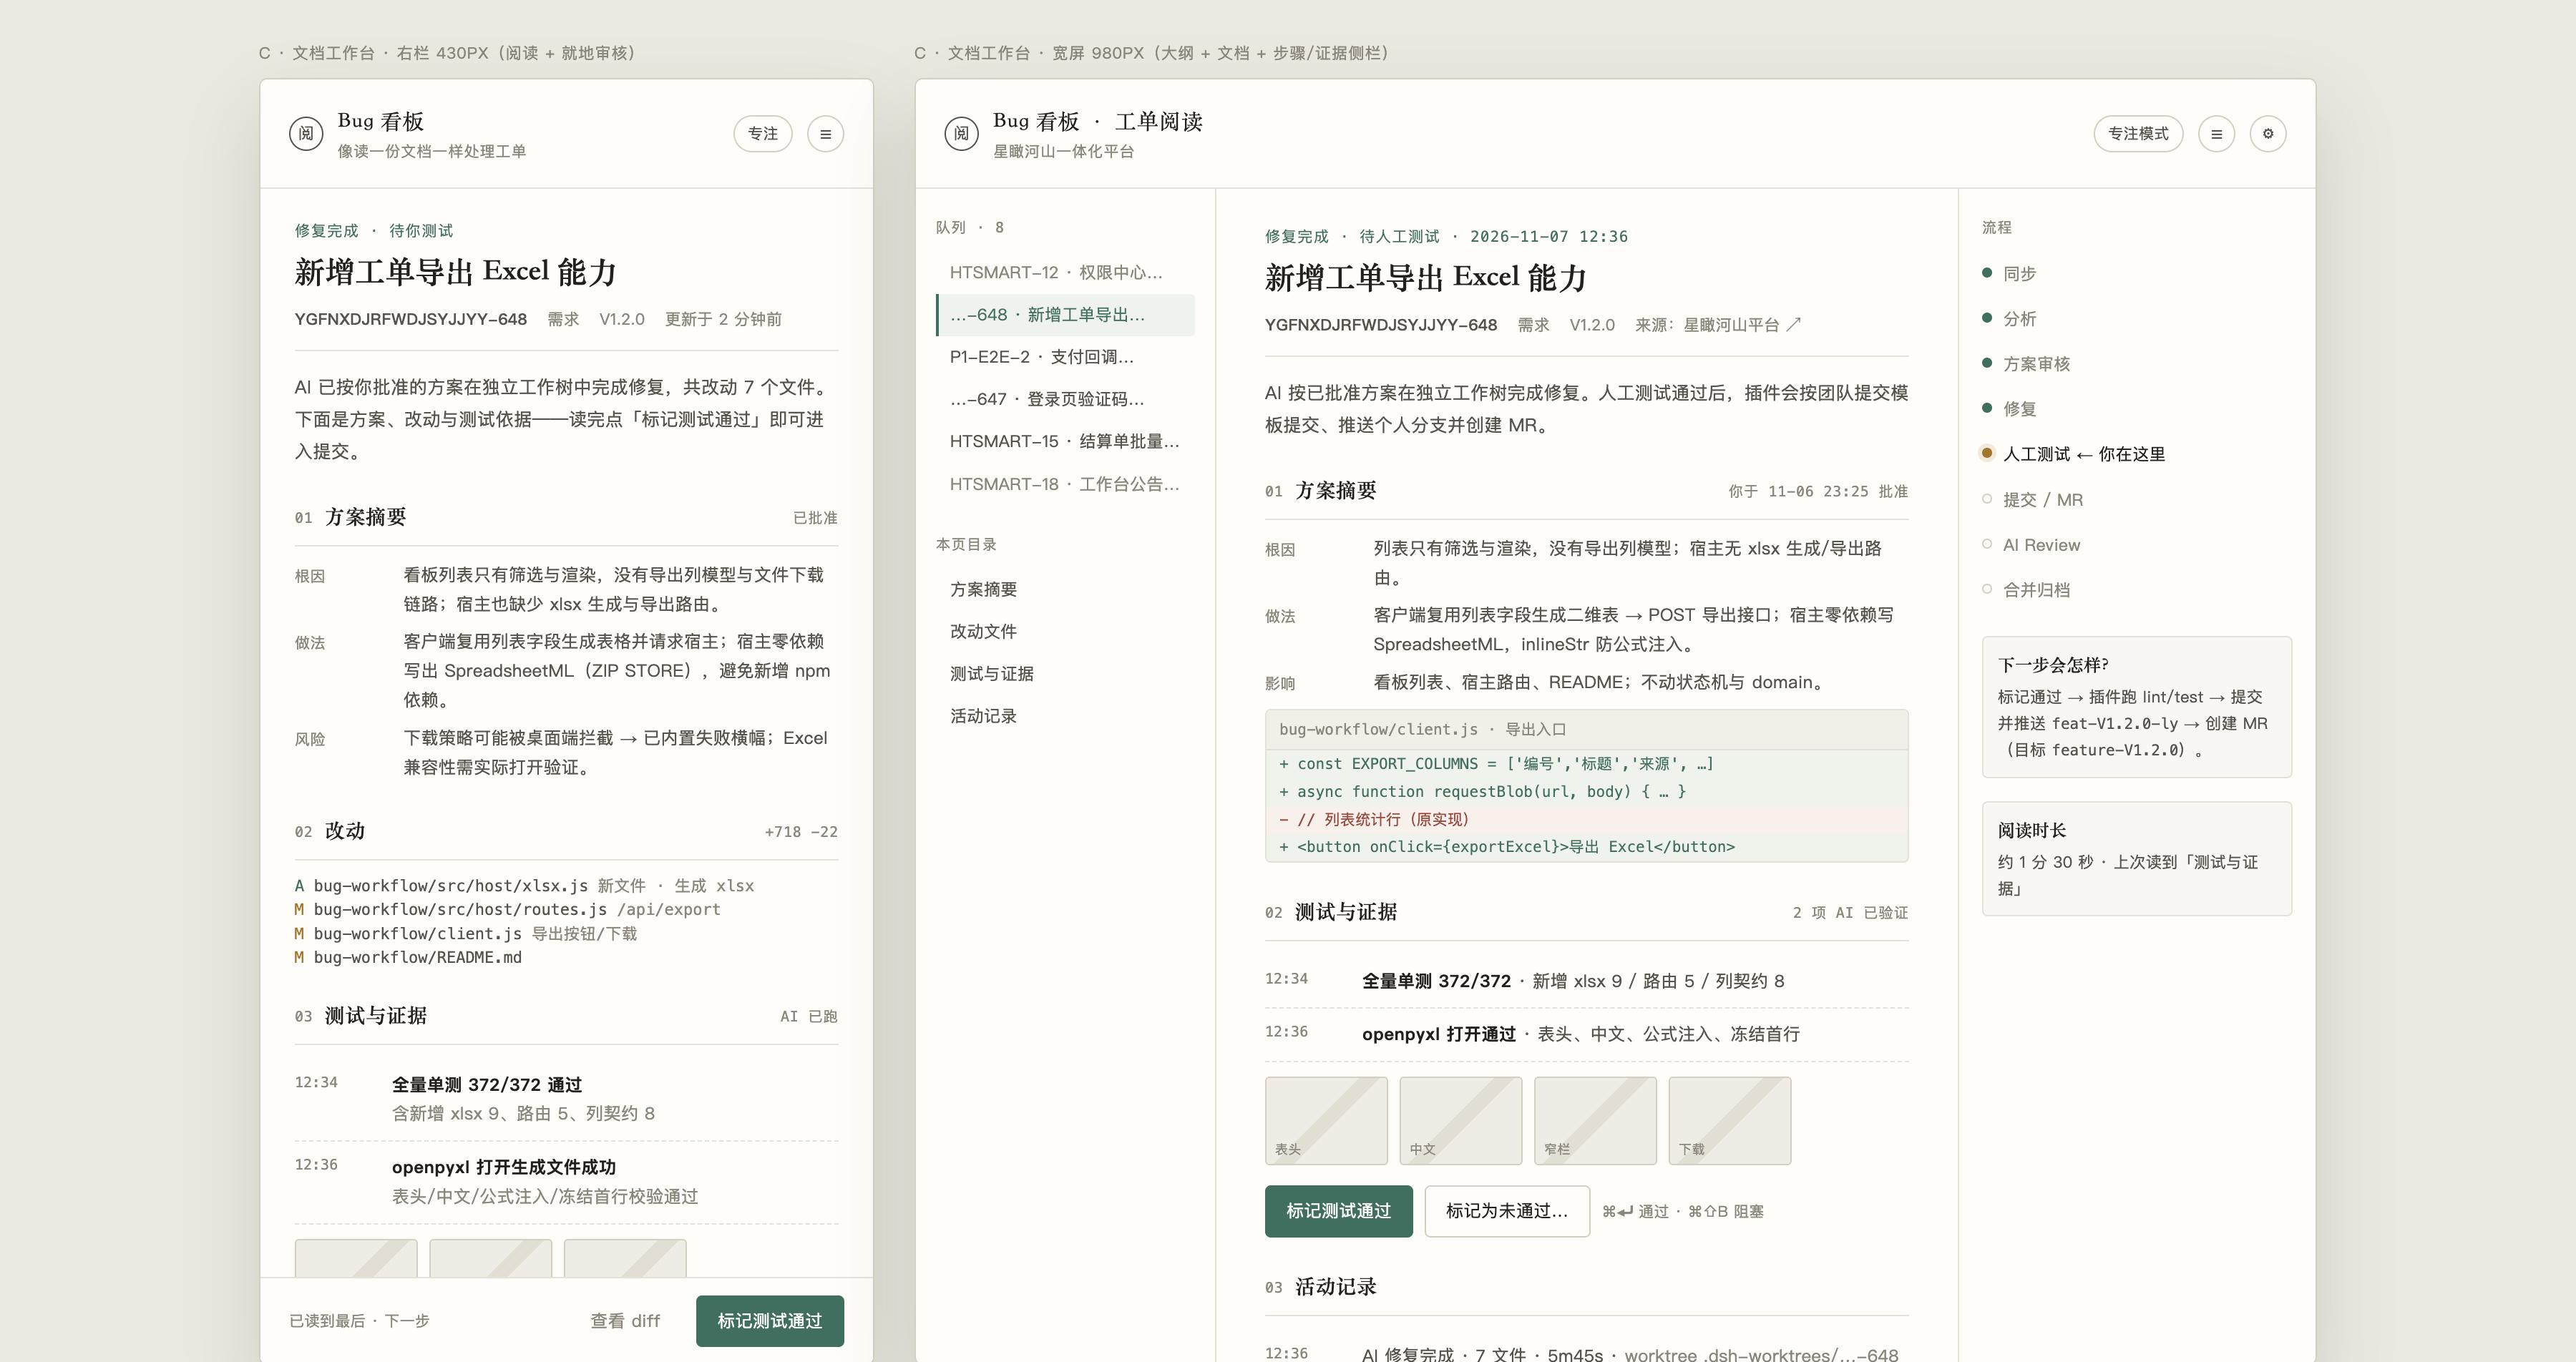 C · 文档工作台 · 右栏 430PX（阅读 + 就地审核）
阅
Bug 看板
像读一份文档一样处理工单
专注
≡
修复完成 · 待你测试
新增工单导出 Excel 能力
YGFNXDJRFWDJSYJJYY-648 需求 V1.2.0 更新于 2 分钟前
AI 已按你批准的方案在独立工作树中完成修复，共改动 7 个文件。
下面是方案、改动与测试依据——读完点「标记测试通过」即可进
入提交。
01 方案摘要 已批准
根因 看板列表只有筛选与渲染，没有导出列模型与文件下载
链路；宿主也缺少 xlsx 生成与导出路由。
做法 客户端复用列表字段生成表格并请求宿主；宿主零依赖
写出 SpreadsheetML（ZIP STORE），避免新增 npm
依赖。
风险 下载策略可能被桌面端拦截 → 已内置失败横幅；Excel
兼容性需实际打开验证。
02 改动 +718 -22
A bug-workflow/src/host/xlsx.js 新文件 · 生成 xlsx
M bug-workflow/src/host/routes.js /api/export
M bug-workflow/client.js 导出按钮/下载
M bug-workflow/README.md
03 测试与证据 AI 已跑
12:34 全量单测 372/372 通过
含新增 xlsx 9、路由 5、列契约 8
12:36 openpyxl 打开生成文件成功
表头/中文/公式注入/冻结首行校验通过
已读到最后 · 下一步 查看 diff 标记测试通过
C · 文档工作台 · 宽屏 980PX（大纲 + 文档 + 步骤/证据侧栏）
阅
Bug 看板 · 工单阅读
星瞰河山一体化平台
专注模式
≡
⚙
队列 · 8
HTSMART-12 · 权限中心…
…-648 · 新增工单导出…
P1-E2E-2 · 支付回调…
…-647 · 登录页验证码…
HTSMART-15 · 结算单批量…
HTSMART-18 · 工作台公告…
本页目录
方案摘要
改动文件
测试与证据
活动记录
修复完成 · 待人工测试 · 2026-11-07 12:36
新增工单导出 Excel 能力
YGFNXDJRFWDJSYJJYY-648 需求 V1.2.0 来源：星瞰河山平台 ↗
AI 按已批准方案在独立工作树完成修复。人工测试通过后，插件会按团队提交模
板提交、推送个人分支并创建 MR。
01 方案摘要 你于 11-06 23:25 批准
根因 列表只有筛选与渲染，没有导出列模型；宿主无 xlsx 生成/导出路
由。
做法 客户端复用列表字段生成二维表 → POST 导出接口；宿主零依赖写
SpreadsheetML，inlineStr 防公式注入。
影响 看板列表、宿主路由、README；不动状态机与 domain。
bug-workflow/client.js · 导出入口
+ const EXPORT_COLUMNS = ['编号','标题','来源', …]
+ async function requestBlob(url, body) { … }
− // 列表统计行（原实现）
+ <button onClick={exportExcel}>导出 Excel</button>
02 测试与证据 2 项 AI 已验证
12:34 全量单测 372/372 · 新增 xlsx 9 / 路由 5 / 列契约 8
12:36 openpyxl 打开通过 · 表头、中文、公式注入、冻结首行
表头 中文 窄栏 下载
标记测试通过 标记为未通过… ⌘↵ 通过 · ⌘⇧B 阻塞
03 活动记录
12:36 AI 修复完成 · 7 文件 · 5m45s · worktree .dsh-worktrees/…-648
流程
同步
分析
方案审核
修复
人工测试 ← 你在这里
提交 / MR
AI Review
合并归档
下一步会怎样？
标记通过 → 插件跑 lint/test → 提交
并推送 feat-V1.2.0-ly → 创建 MR
（目标 feature-V1.2.0）。
阅读时长
约 1 分 30 秒 · 上次读到「测试与证
据」